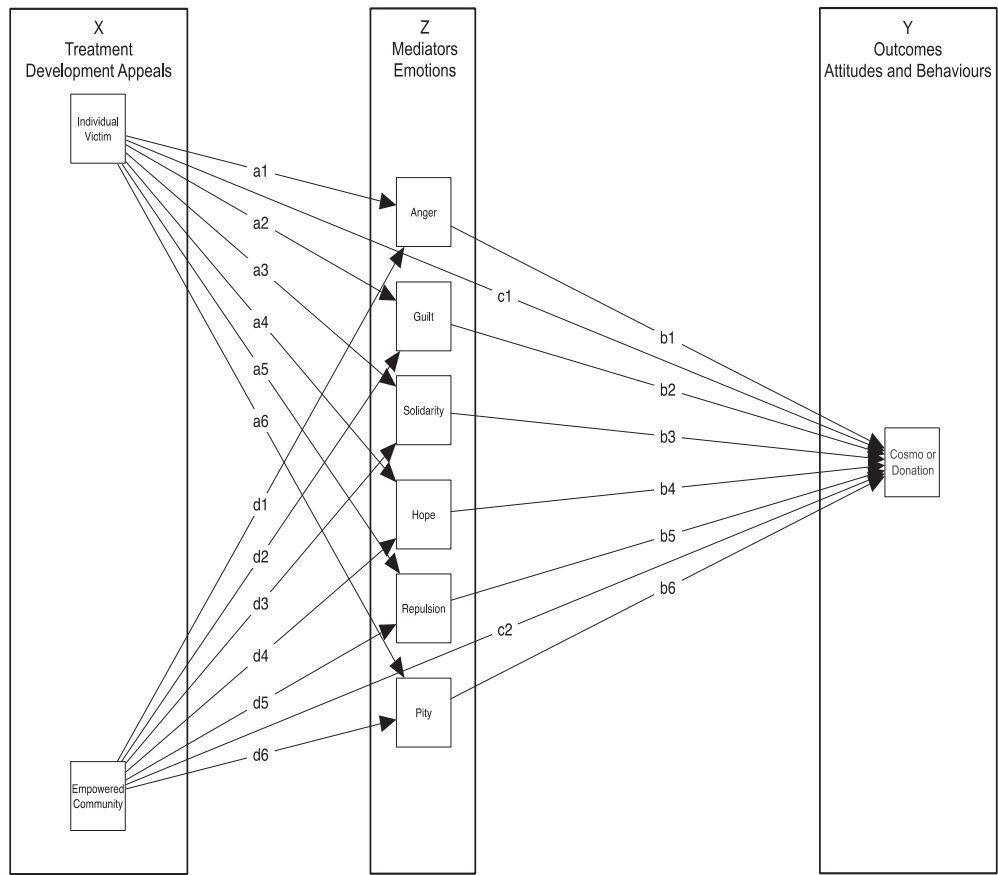 X
Treatment
Development Appeals
Individual
Victim
Empowered
Community
a1
a2
a3
a4
a5
a6
d1
d2
d3
d4
d5
d6
Z
Mediators
Emotions
Anger
Guilt
Solidarity
Hope
Repulsion
Pity
c1
c2
b1
b2
b3
b4
b5
b6
Y
Outcomes
Attitudes and Behaviours
Cosmo or
Donation